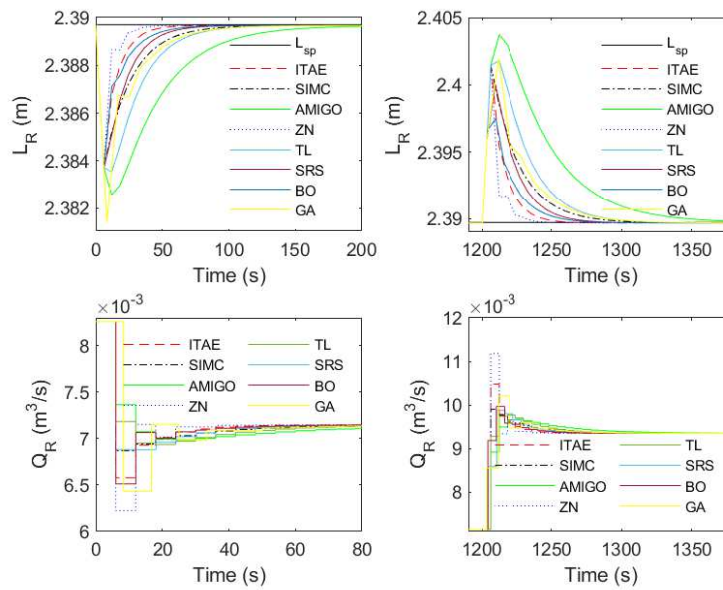 2.39
2.388
2.386
2.384
2.382
L_R (m)
L_sp
ITAE
SIMC
AMIGO
ZN
TL
SRS
BO
GA
0 50 100 150 200
Time (s)
2.405
2.4
2.395
2.39
L_R (m)
L_sp
ITAE
SIMC
AMIGO
ZN
TL
SRS
BO
GA
1200 1250 1300 1350
Time (s)
×10⁻³
8
7.5
7
6.5
6
Q_R (m³/s)
ITAE TL
SIMC SRS
AMIGO BO
ZN GA
0 20 40 60 80
Time (s)
×10⁻³
12
11
10
9
8
Q_R (m³/s)
ITAE TL
SIMC SRS
AMIGO BO
ZN GA
1200 1250 1300 1350
Time (s)